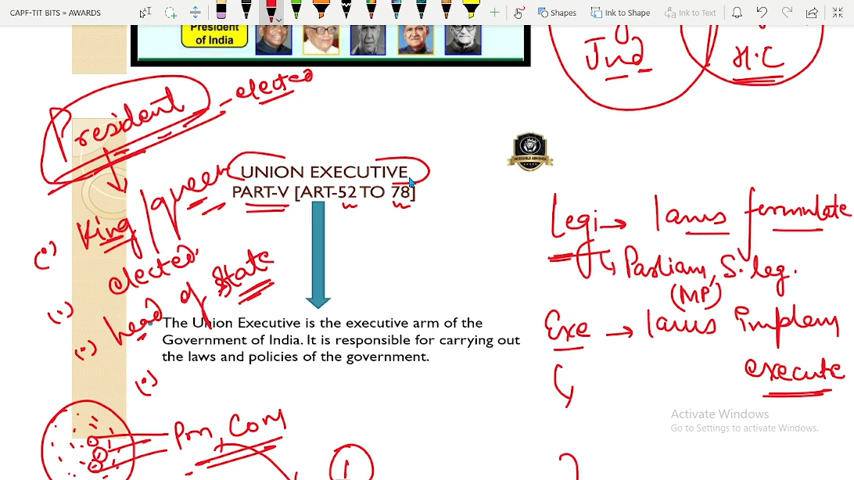 CAPF-TIT BITS » AWARDS
Shapes
Ink to Shape
Ink to Text
Share
President
of India
Jud
H.C
President
- elected
UNION EXECUTIVE
PART-V [ART-52 TO 78]
King/queen
elected
head of State
Legi → laws formulate
Parliam, S. leg.
(MP)
Exe → laws implem
execute
The Union Executive is the executive arm of the
Government of India. It is responsible for carrying out
the laws and policies of the government.
Activate Windows
Go to Settings to activate Windows.
Pm, Com
1